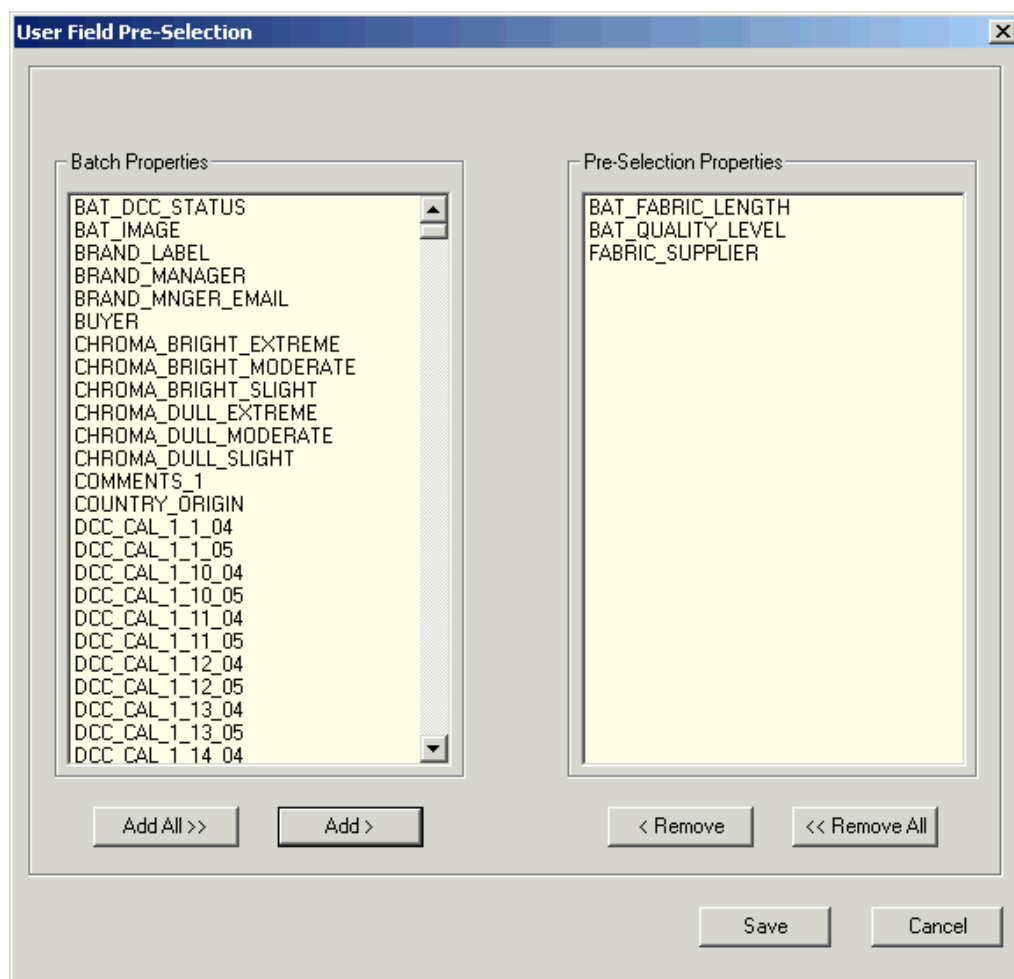 User Field Pre-Selection
Batch Properties
BAT_DCC_STATUS
BAT_IMAGE
BRAND_LABEL
BRAND_MANAGER
BRAND_MNGER_EMAIL
BUYER
CHROMA_BRIGHT_EXTREME
CHROMA_BRIGHT_MODERATE
CHROMA_BRIGHT_SLIGHT
CHROMA_DULL_EXTREME
CHROMA_DULL_MODERATE
CHROMA_DULL_SLIGHT
COMMENTS_1
COUNTRY_ORIGIN
DCC_CAL_1_1_04
DCC_CAL_1_1_05
DCC_CAL_1_10_04
DCC_CAL_1_10_05
DCC_CAL_1_11_04
DCC_CAL_1_11_05
DCC_CAL_1_12_04
DCC_CAL_1_12_05
DCC_CAL_1_13_04
DCC_CAL_1_13_05
DCC_CAL_1_14_04
Add All >>
Add >
Pre-Selection Properties
BAT_FABRIC_LENGTH
BAT_QUALITY_LEVEL
FABRIC_SUPPLIER
< Remove
<< Remove All
Save
Cancel